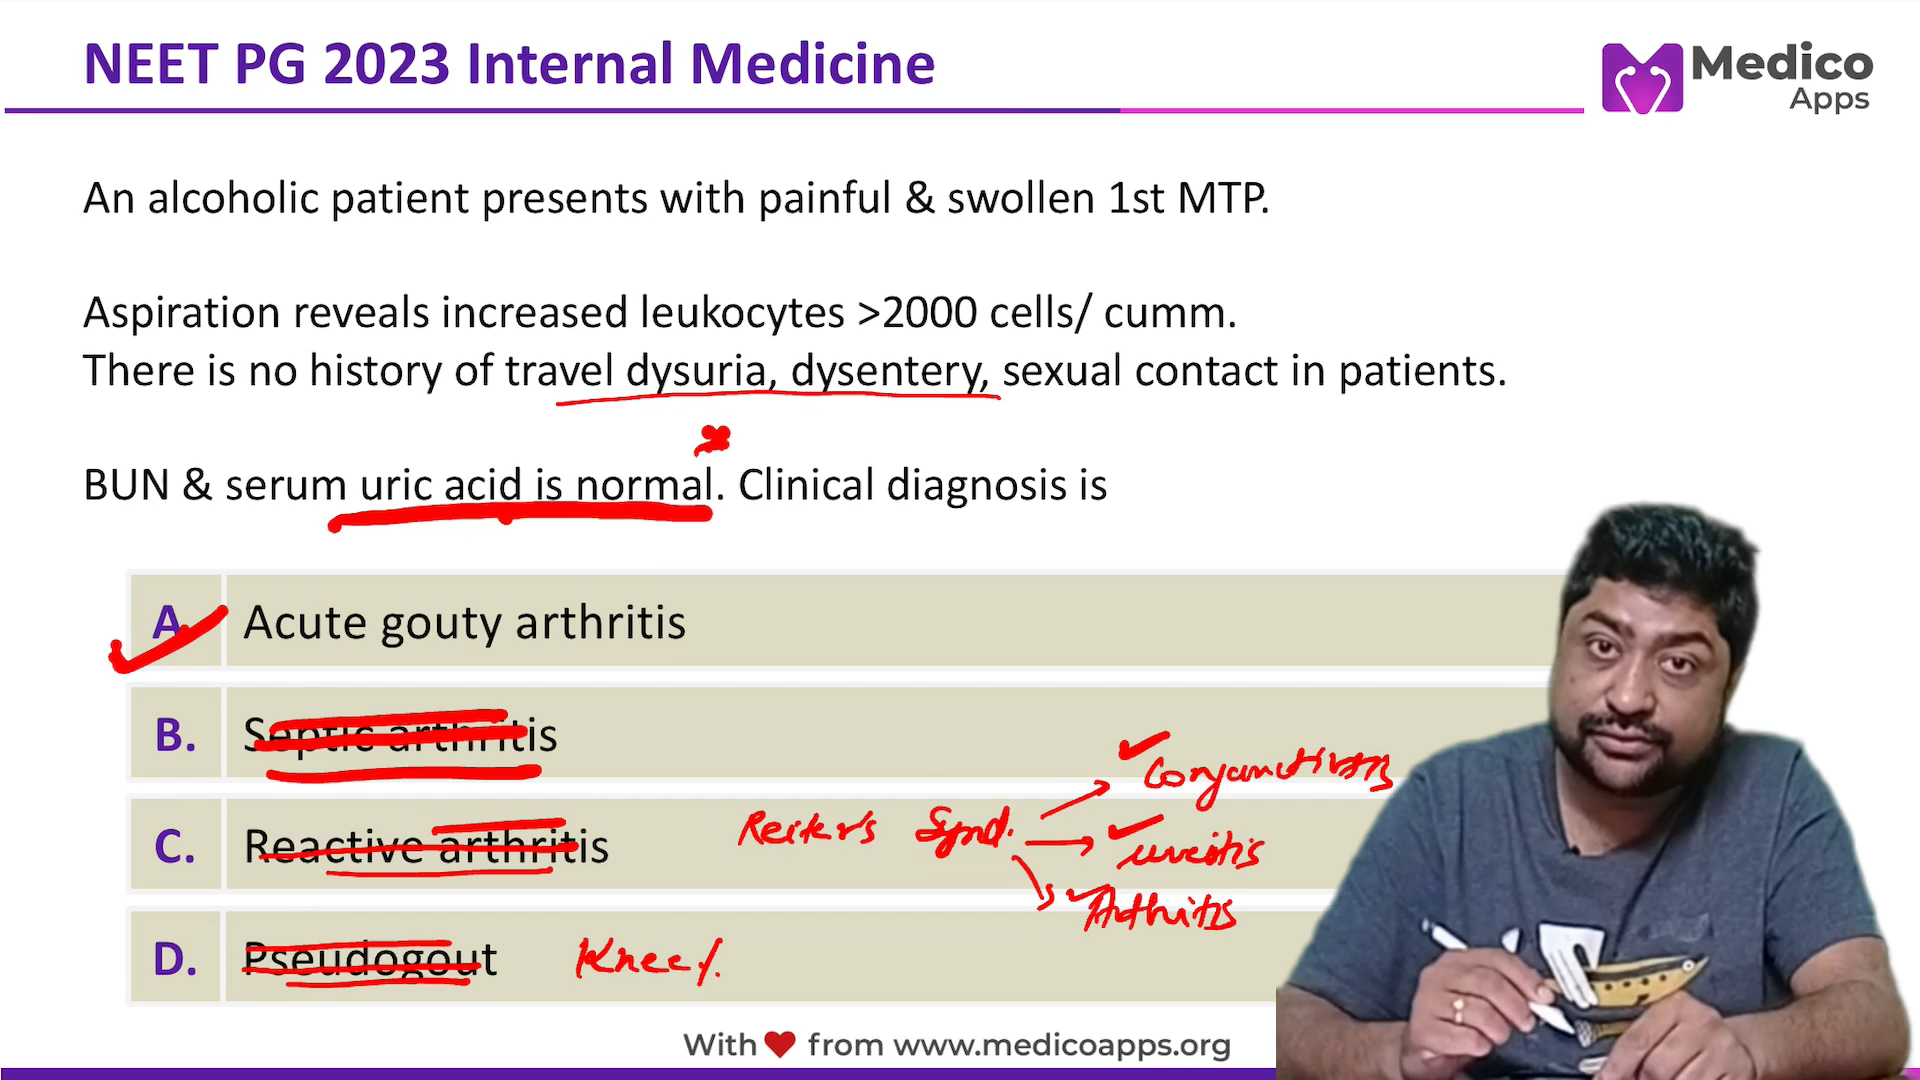 NEET PG 2023 Internal Medicine
Medico
Apps
An alcoholic patient presents with painful & swollen 1st MTP.
Aspiration reveals increased leukocytes >2000 cells/ cumm.
There is no history of travel dysuria, dysentery, sexual contact in patients.
BUN & serum uric acid is normal. Clinical diagnosis is
A. Acute gouty arthritis
B. Septic arthritis
C. Reactive arthritis
Reiter's Synd.
Conjunctivitis
uveitis
Arthritis
D. Pseudogout
Knee
With ❤ from www.medicoapps.org